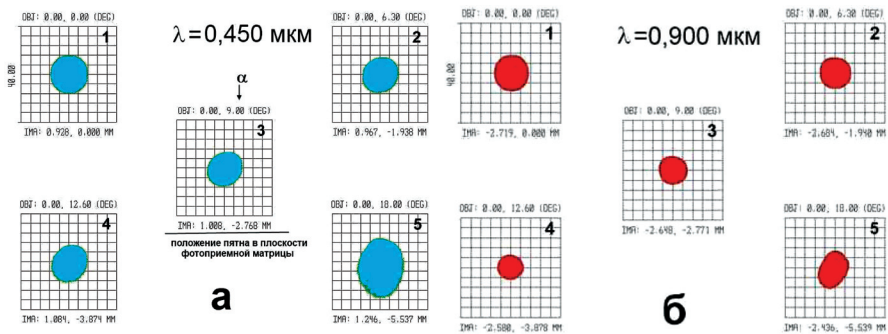 OBJ: 0.00, 0.00 (DEG)
1
40.00
IMA: 0.928, 0.000 MM
λ=0,450 мкм
OBJ: 0.00, 6.30 (DEG)
2
IMA: 0.967, -1.938 MM
α
OBJ: 0.00, 9.00 (DEG)
3
IMA: 1.008, -2.768 MM
положение пятна в плоскости
фотоприемной матрицы
OBJ: 0.00, 12.60 (DEG)
4
IMA: 1.084, -3.874 MM
OBJ: 0.00, 18.00 (DEG)
5
IMA: 1.246, -5.537 MM
а
OBJ: 0.00, 0.00 (DEG)
1
40.00
IMA: -2.719, 0.000 MM
λ=0,900 мкм
OBJ: 0.00, 6.30 (DEG)
2
IMA: -2.684, -1.940 MM
OBJ: 0.00, 9.00 (DEG)
3
IMA: -2.648, -2.771 MM
OBJ: 0.00, 12.60 (DEG)
4
IMA: -2.580, -3.878 MM
OBJ: 0.00, 18.00 (DEG)
5
IMA: -2.436, -5.539 MM
б